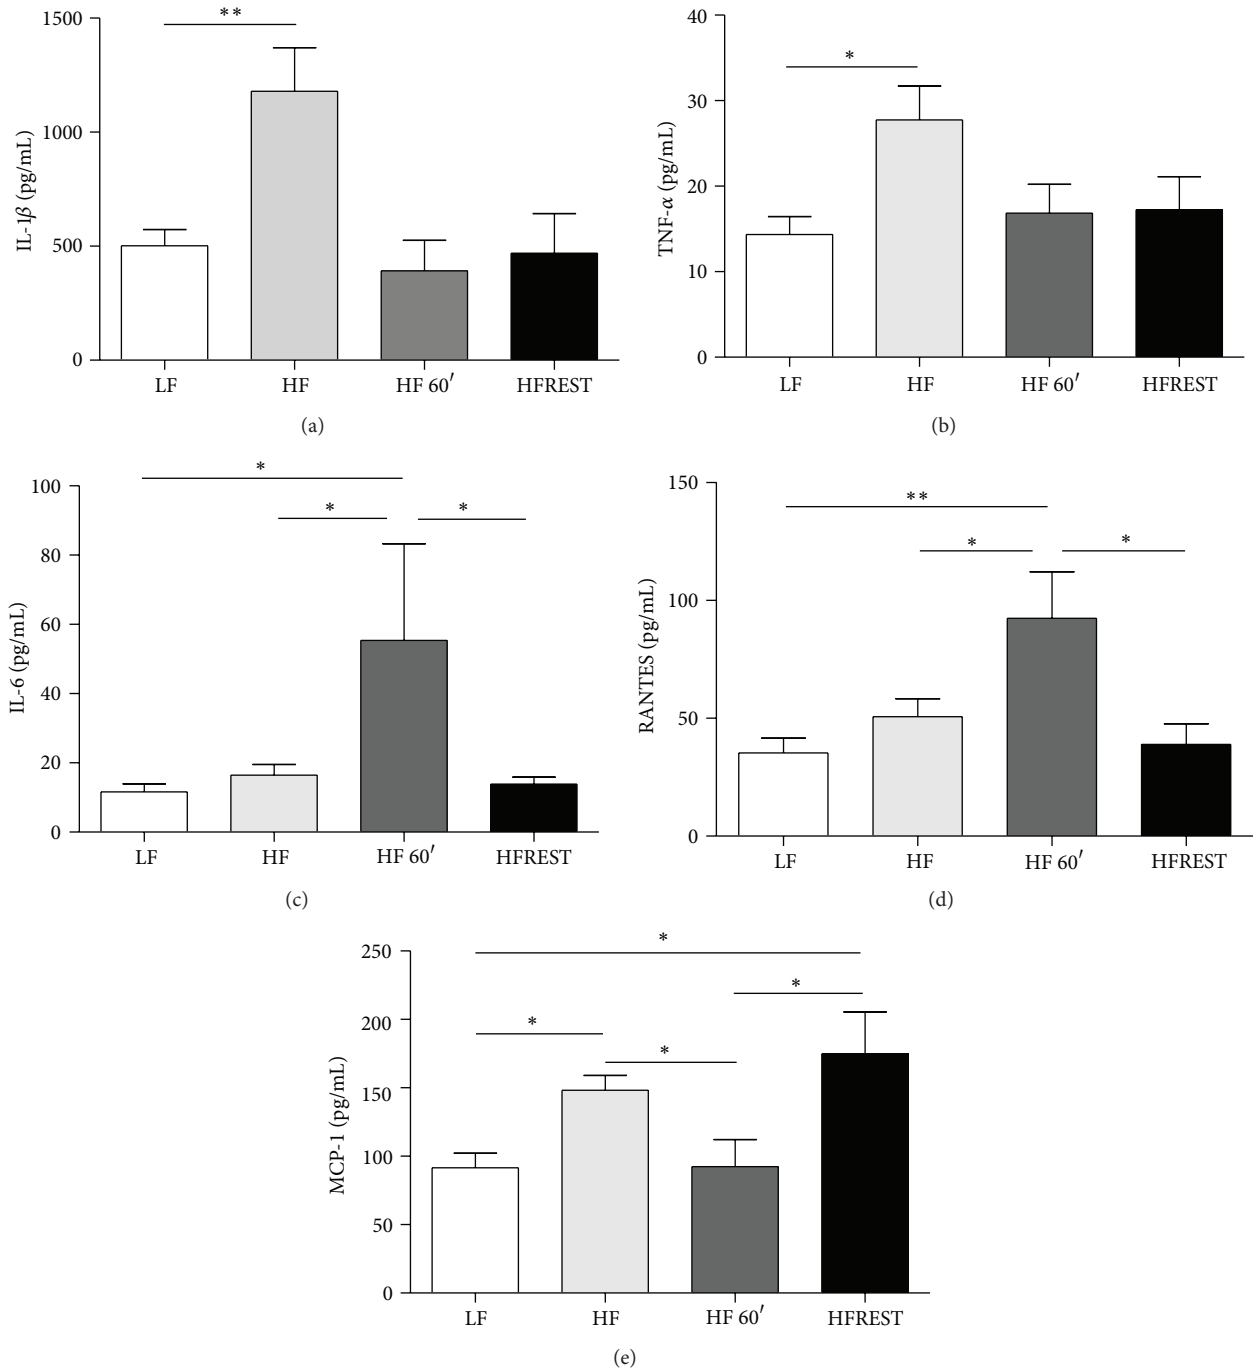 **
1500
1000
500
0
IL-1β (pg/mL)
LF HF HF 60′ HFREST
(a)
*
40
30
20
10
0
TNF-α (pg/mL)
LF HF HF 60′ HFREST
(b)
*
* *
100
80
60
40
20
0
IL-6 (pg/mL)
LF HF HF 60′ HFREST
(c)
**
* *
150
100
50
0
RANTES (pg/mL)
LF HF HF 60′ HFREST
(d)
*
*
*
*
250
200
150
100
50
0
MCP-1 (pg/mL)
LF HF HF 60′ HFREST
(e)